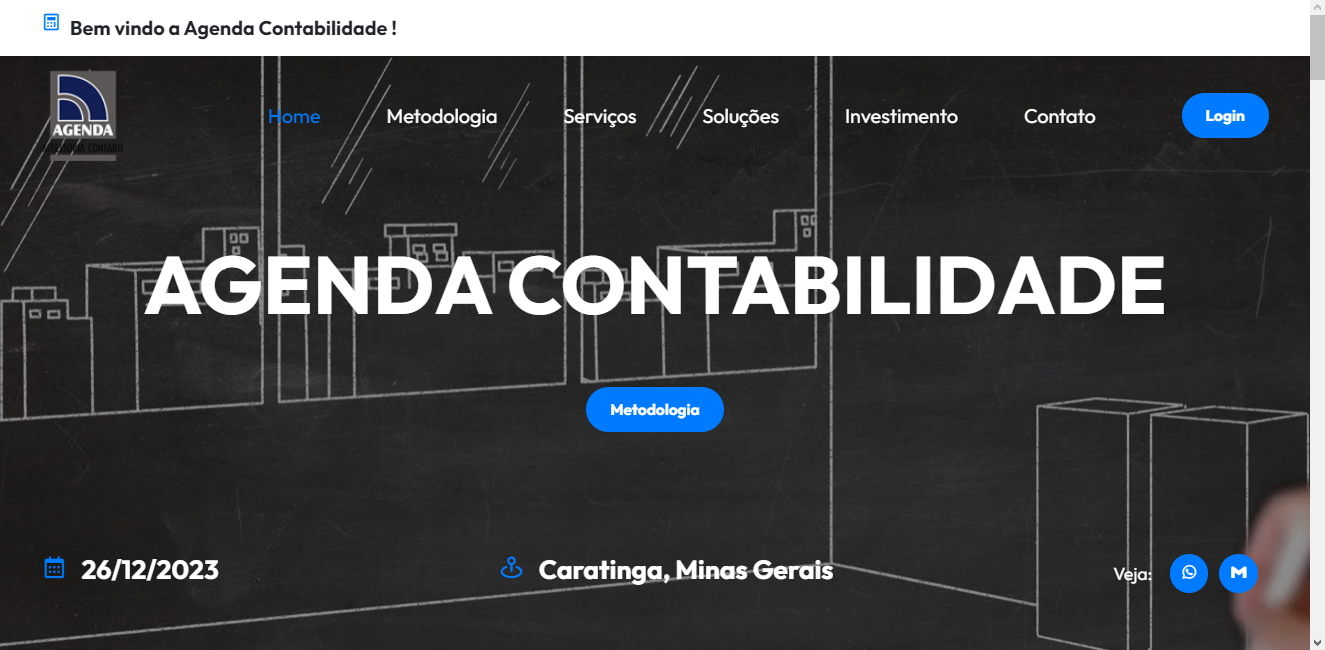 Bem vindo a Agenda Contabilidade !
AGENDA
ASSESSORIA CONTABIL
Home Metodologia Serviços Soluções Investimento Contato Login
AGENDA CONTABILIDADE
Metodologia
26/12/2023 Caratinga, Minas Gerais Veja: